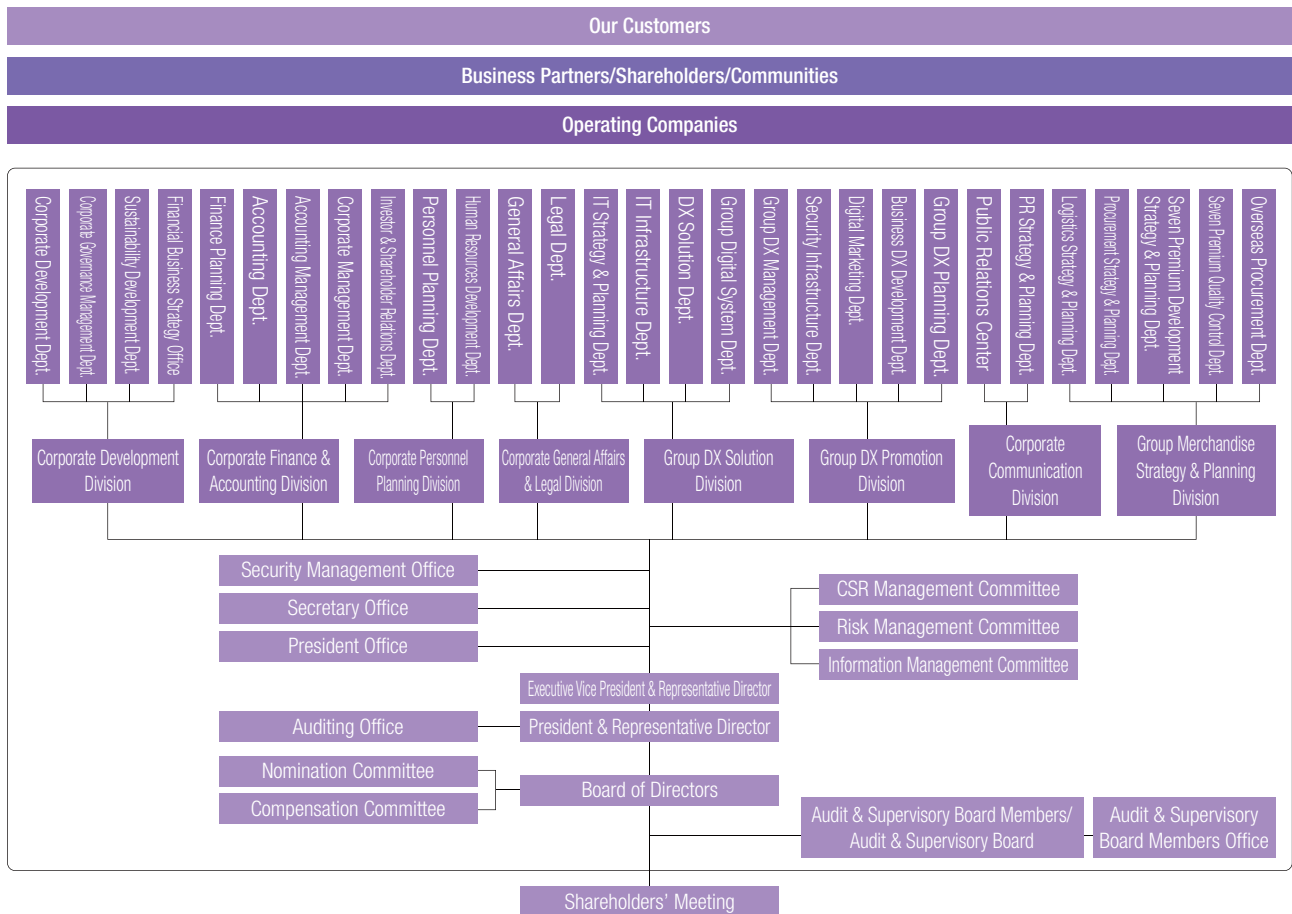 Our Customers
Business Partners/Shareholders/Communities
Operating Companies
Corporate Development Dept.
Corporate Governance Management Dept.
Sustainability Development Dept.
Financial Business Strategy Office
Finance Planning Dept.
Accounting Dept.
Accounting Management Dept.
Corporate Management Dept.
Investor & Shareholder Relations Dept.
Personnel Planning Dept.
Human Resources Development Dept.
General Affairs Dept.
Legal Dept.
IT Strategy & Planning Dept.
IT Infrastructure Dept.
DX Solution Dept.
Group Digital System Dept.
Group DX Management Dept.
Security Infrastructure Dept.
Digital Marketing Dept.
Business DX Development Dept.
Group DX Planning Dept.
Public Relations Center
PR Strategy & Planning Dept.
Logistics Strategy & Planning Dept.
Procurement Strategy & Planning Dept.
Seven Premium Development
Strategy & Planning Dept.
Seven Premium Quality Control Dept.
Overseas Procurement Dept.
Corporate Development
Division
Corporate Finance &
Accounting Division
Corporate Personnel
Planning Division
Corporate General Affairs
& Legal Division
Group DX Solution
Division
Group DX Promotion
Division
Corporate
Communication
Division
Group Merchandise
Strategy & Planning
Division
Security Management Office
Secretary Office
President Office
CSR Management Committee
Risk Management Committee
Information Management Committee
Executive Vice President & Representative Director
Auditing Office
President & Representative Director
Nomination Committee
Compensation Committee
Board of Directors
Audit & Supervisory Board Members/
Audit & Supervisory Board
Audit & Supervisory
Board Members Office
Shareholders' Meeting